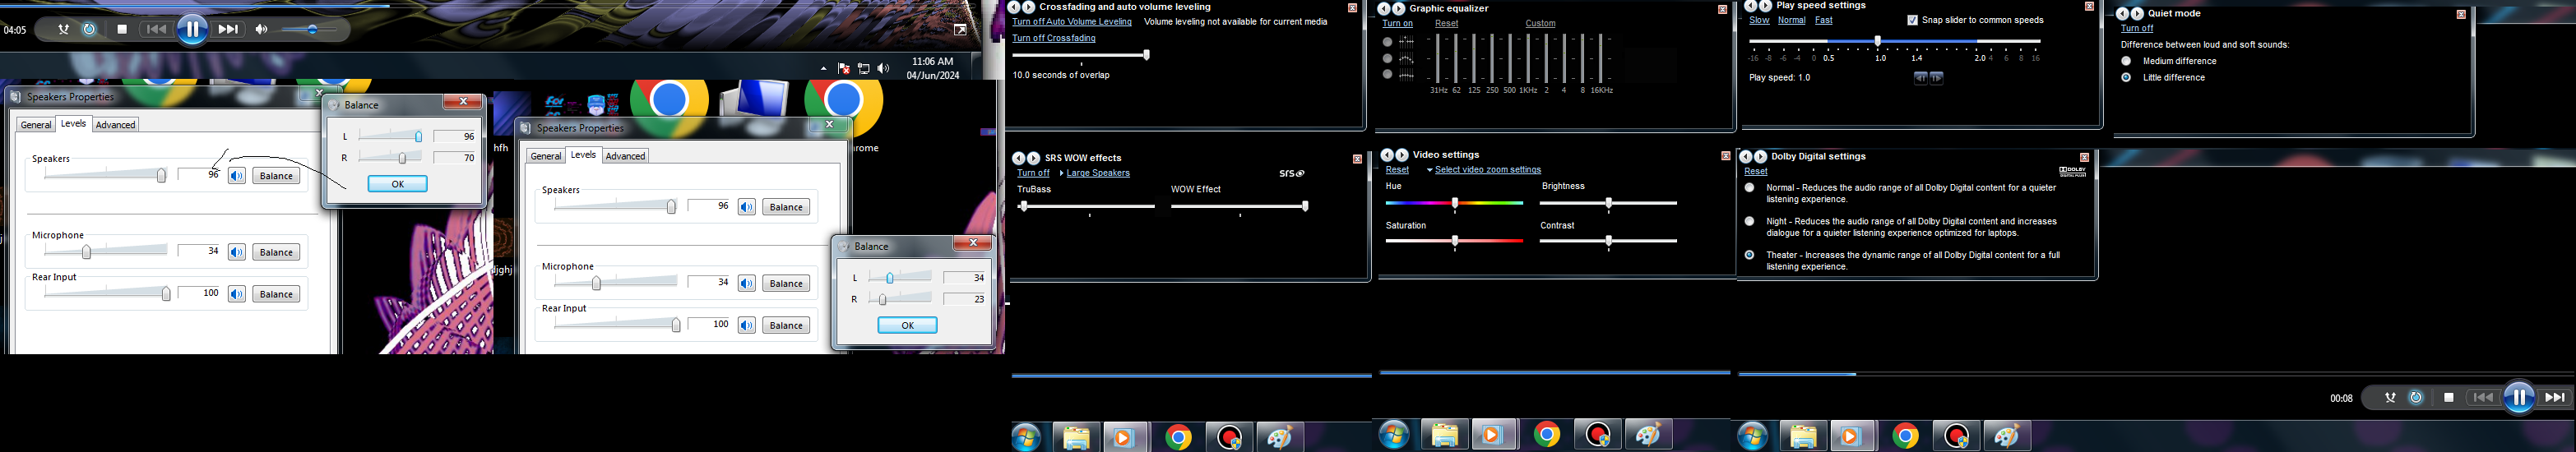 04:05
11:06 AM
04/Jun/2024
Speakers Properties
General Levels Advanced
Speakers
96 Balance
Microphone
34 Balance
Rear Input
100 Balance
Balance
L 96
R 70
OK
hfh
Speakers Properties
General Levels Advanced
Speakers
96 Balance
Microphone
34 Balance
Rear Input
100 Balance
Balance
L 34
R 23
OK
Crossfading and auto volume leveling
Turn off Auto Volume Leveling Volume leveling not available for current media
Turn off Crossfading
10.0 seconds of overlap
Graphic equalizer
Turn on Reset Custom
31Hz 62 125 250 500 1KHz 2 4 8 16KHz
Play speed settings
Slow Normal Fast Snap slider to common speeds
-16 -8 -4 0 0.5 1.0 1.4 2.0 4 8 16
Play speed: 1.0
Quiet mode
Turn off
Difference between loud and soft sounds:
Medium difference
Little difference
SRS WOW effects
Turn off Large Speakers SRS
TruBass WOW Effect
Video settings
Reset Select video zoom settings
Hue Brightness
Saturation Contrast
Dolby Digital settings
Reset DOLBY
DIGITAL PLUS
Normal - Reduces the audio range of all Dolby Digital content for a quieter
listening experience.
Night - Reduces the audio range of all Dolby Digital content and increases
dialogue for a quieter listening experience optimized for laptops.
Theater - Increases the dynamic range of all Dolby Digital content for a full
listening experience.
00:08